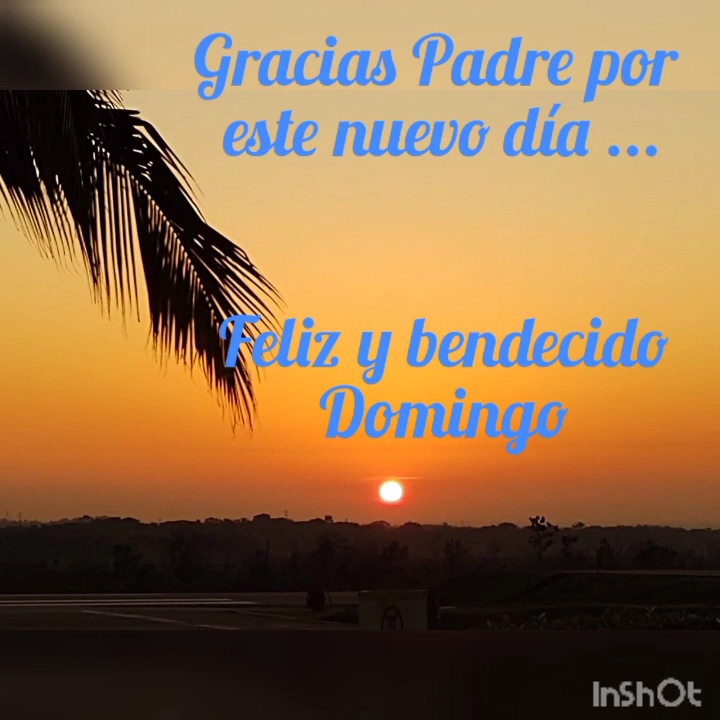 Gracias Padre por
este nuevo día ...
Feliz y bendecido
Domingo
InShOt